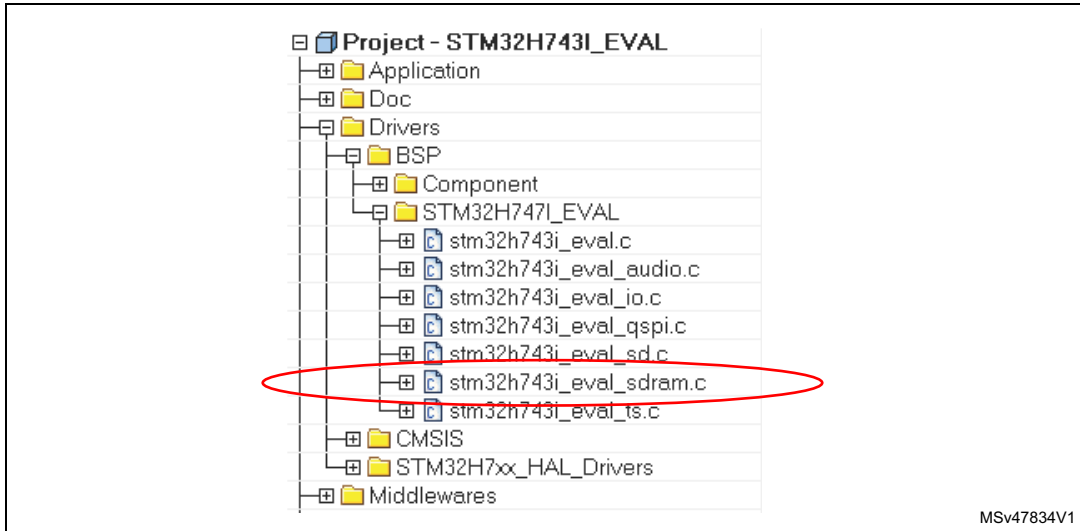 Project - STM32H743I_EVAL
Application
Doc
Drivers
BSP
Component
STM32H747I_EVAL
stm32h743i_eval.c
stm32h743i_eval_audio.c
stm32h743i_eval_io.c
stm32h743i_eval_qspi.c
stm32h743i_eval_sd.c
stm32h743i_eval_sdram.c
stm32h743i_eval_ts.c
CMSIS
STM32H7xx_HAL_Drivers
Middlewares
MSv47834V1